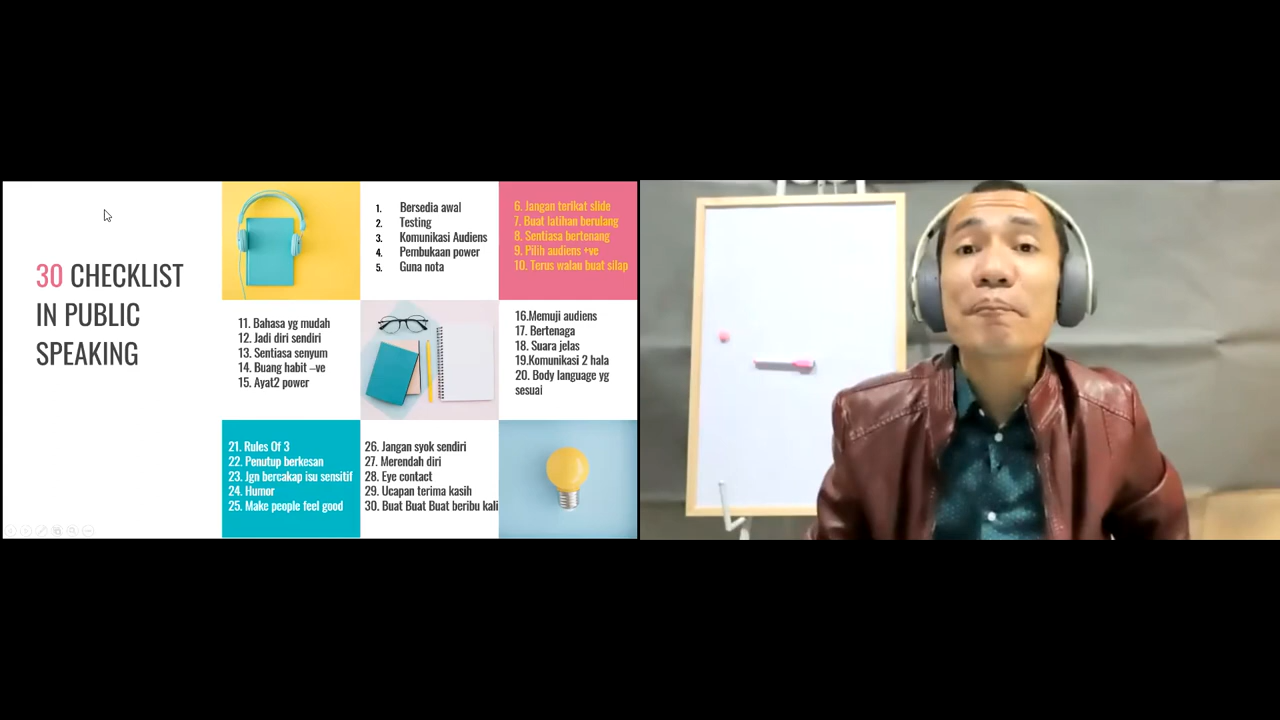 30 CHECKLIST
IN PUBLIC
SPEAKING
1. Bersedia awal
2. Testing
3. Komunikasi Audiens
4. Pembukaan power
5. Guna nota
6. Jangan terikat slide
7. Buat latihan berulang
8. Sentiasa bertenang
9. Pilih audiens +ve
10. Terus walau buat silap
11. Bahasa yg mudah
12. Jadi diri sendiri
13. Sentiasa senyum
14. Buang habit –ve
15. Ayat2 power
16.Memuji audiens
17. Bertenaga
18. Suara jelas
19.Komunikasi 2 hala
20. Body language yg
sesuai
21. Rules Of 3
22. Penutup berkesan
23. Jgn bercakap isu sensitif
24. Humor
25. Make people feel good
26. Jangan syok sendiri
27. Merendah diri
28. Eye contact
29. Ucapan terima kasih
30. Buat Buat Buat beribu kali